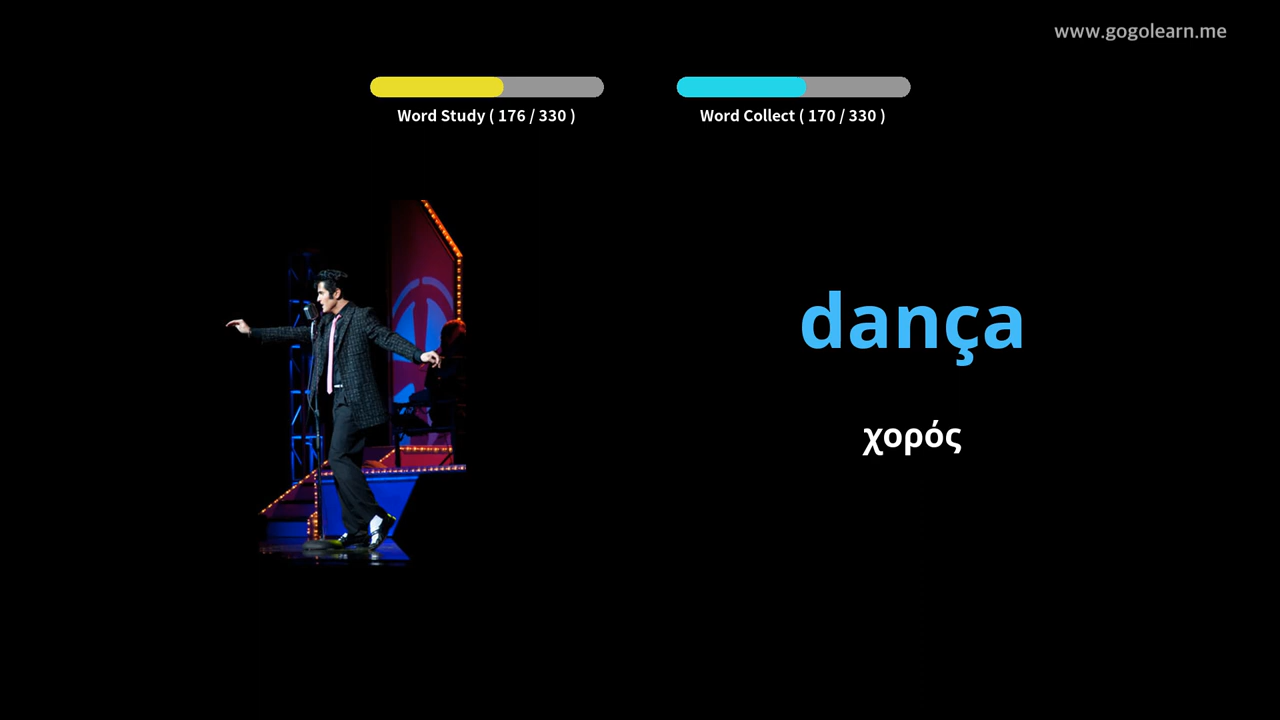 www.gogolearn.me
Word Study ( 176 / 330 )
Word Collect ( 170 / 330 )
dança
χορός